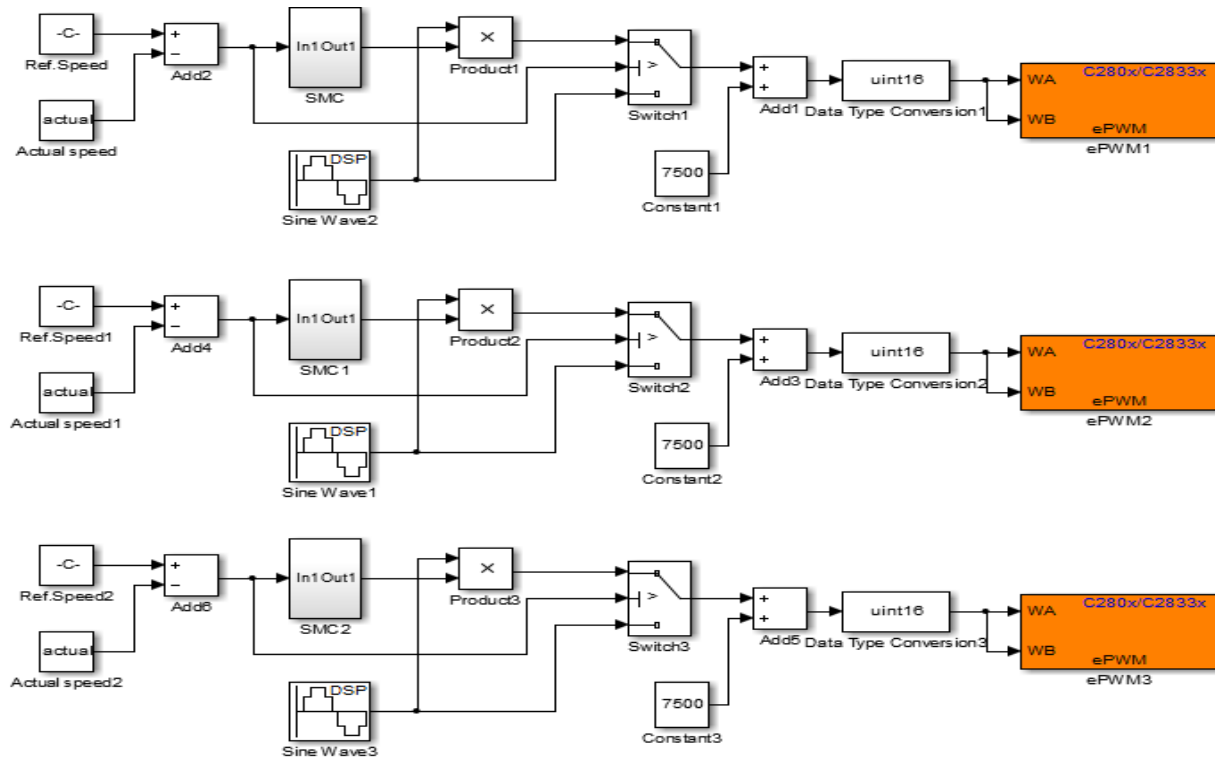 -C-
Ref.Speed
+
−
Add2
actual
Actual speed
In1 Out1
SMC
×
Product1
DSP
Sine Wave2
>
Switch1
7500
Constant1
+
+
Add1
uint16
Data Type Conversion1
C280x/C2833x
WA
WB
ePWM
ePWM1
-C-
Ref.Speed1
+
−
Add4
actual
Actual speed1
In1 Out1
SMC1
×
Product2
DSP
Sine Wave1
>
Switch2
7500
Constant2
+
+
Add3
uint16
Data Type Conversion2
C280x/C2833x
WA
WB
ePWM
ePWM2
-C-
Ref.Speed2
+
−
Add6
actual
Actual speed2
In1 Out1
SMC2
×
Product3
DSP
Sine Wave3
>
Switch3
7500
Constant3
+
+
Add5
uint16
Data Type Conversion3
C280x/C2833x
WA
WB
ePWM
ePWM3